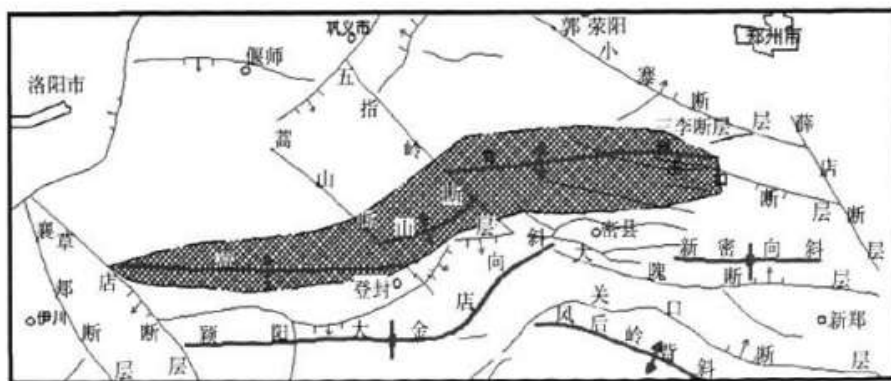 洛阳市
偃师
巩义市
郭小寨断层
荥阳
郑州市
三李断层
薛店断层
五指岭
嵩山断层
断层
密县
新密向斜
大隗断层
登封
颍阳大金店向斜
草店断层
襄郏断层
伊川
风后岭背斜
关口断层
新郑